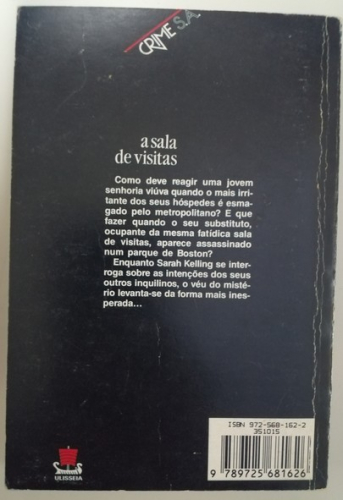 CRIME S.A.
a sala
de visitas
Como deve reagir uma jovem
senhoria viúva quando o mais irri-
tante dos seus hóspedes é esma-
gado pelo metropolitano? E que
fazer quando o seu substituto,
ocupante da mesma fatídica sala
de visitas, aparece assassinado
num parque de Boston?
Enquanto Sarah Kelling se inter-
roga sobre as intenções dos seus
outros inquilinos, o véu do mis-
tério levanta-se da forma mais ines-
perada...
ISBN 972-568-162-2
351015
9 789725 681626
ULISSEIA